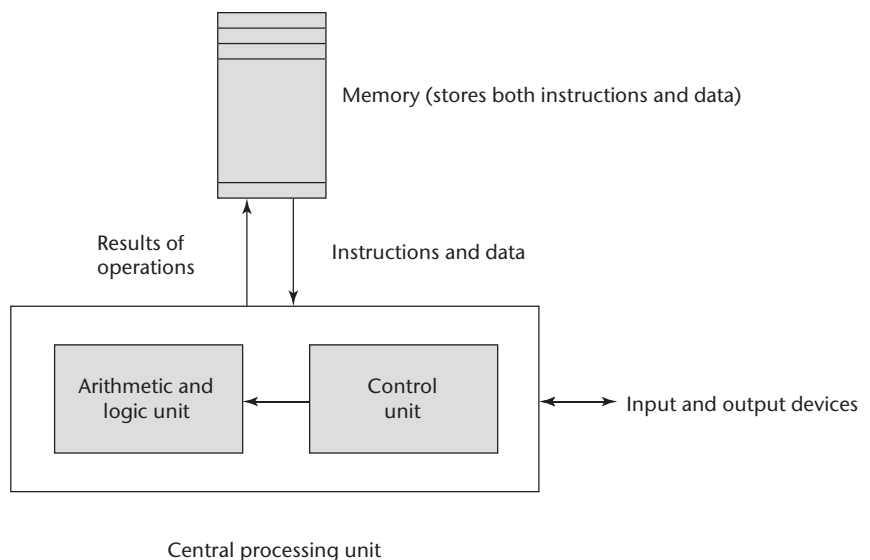 Memory (stores both instructions and data)
Results of
operations
Instructions and data
Arithmetic and
logic unit
Control
unit
Input and output devices
Central processing unit